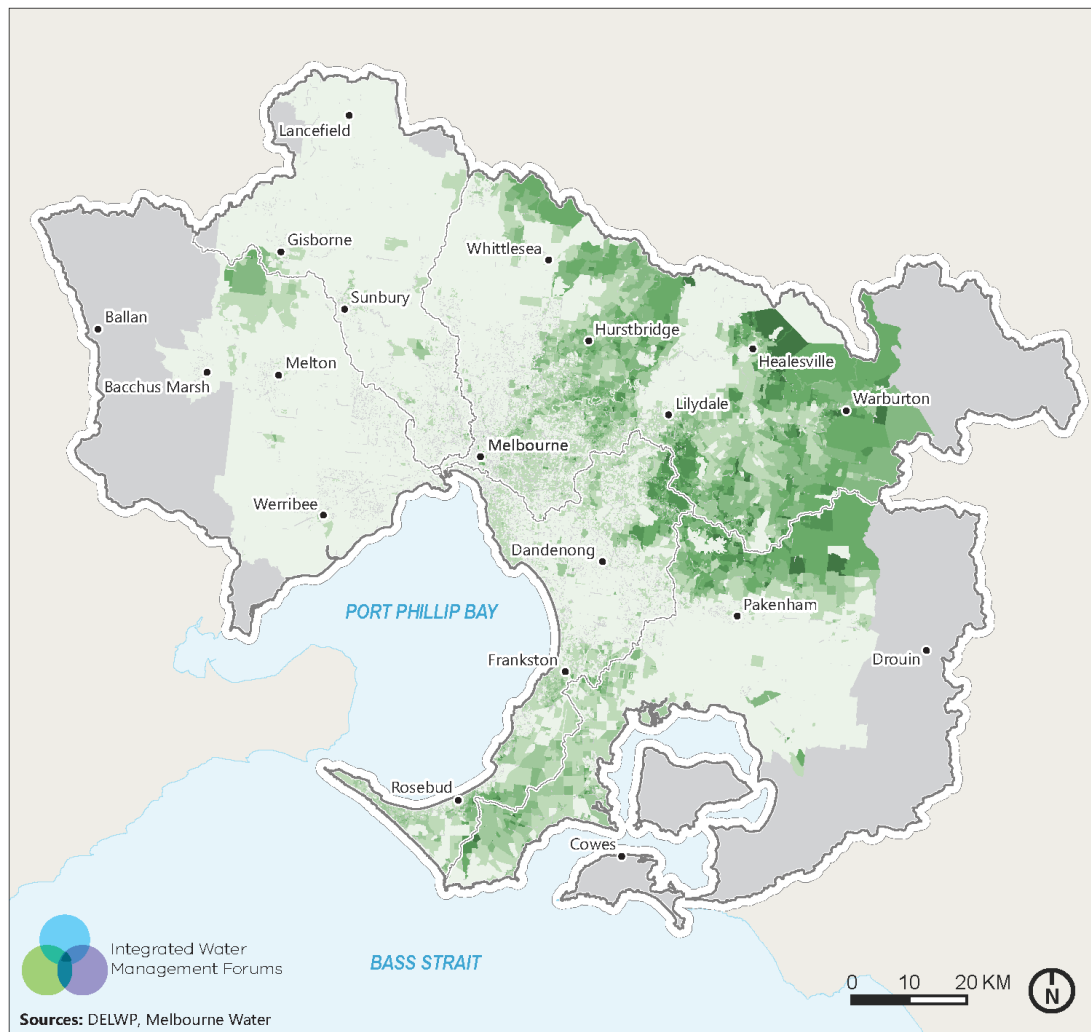 Lancefield
Gisborne
Whittlesea
Sunbury
Ballan
Hurstbridge
Healesville
Melton
Bacchus Marsh
Lilydale
Warburton
Melbourne
Werribee
Dandenong
PORT PHILLIP BAY
Pakenham
Frankston
Drouin
Rosebud
Cowes
Integrated Water
Management Forums
BASS STRAIT
0 10 20 KM
N
Sources: DELWP, Melbourne Water